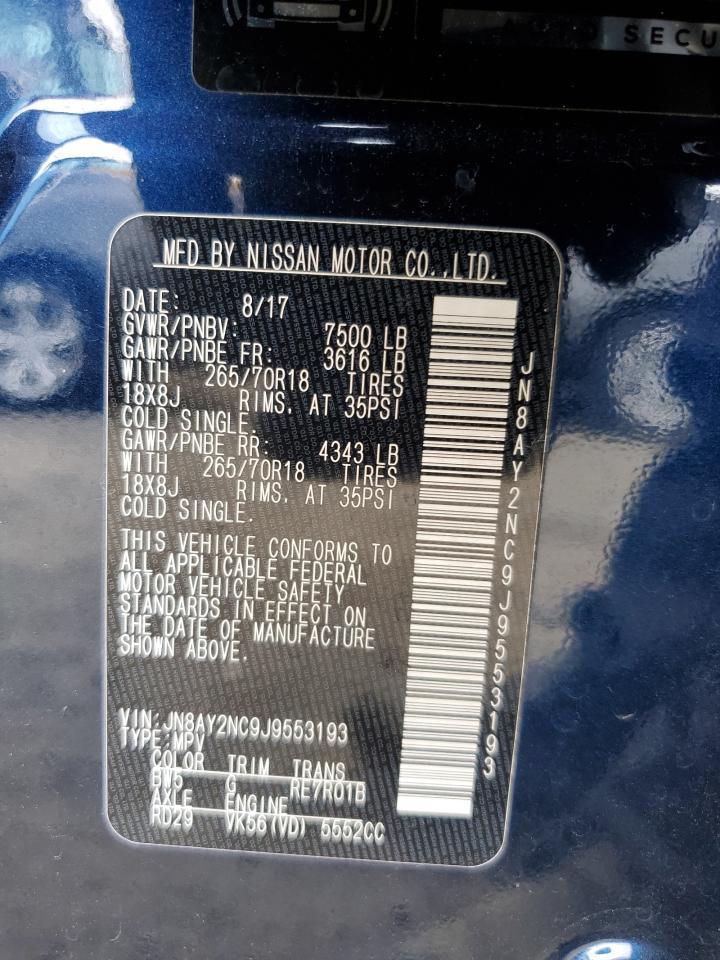 AUTO SECU
MFD BY NISSAN MOTOR CO.,LTD.
DATE: 8/17
GVWR/PNBV: 7500 LB
GAWR/PNBE FR: 3616 LB
WITH 265/70R18 TIRES
18X8J RIMS, AT 35PSI
COLD SINGLE.
GAWR/PNBE RR: 4343 LB
WITH 265/70R18 TIRES
18X8J RIMS, AT 35PSI
COLD SINGLE.
THIS VEHICLE CONFORMS TO
ALL APPLICABLE FEDERAL
MOTOR VEHICLE SAFETY
STANDARDS IN EFFECT ON
THE DATE OF MANUFACTURE
SHOWN ABOVE.
VIN:JN8AY2NC9J9553193
TYPE:MPV
COLOR TRIM TRANS
BW5 G RE7R01B
AXLE ENGINE
RD29 VK56(VD) 5552CC
JN8AY2NC9J9553193